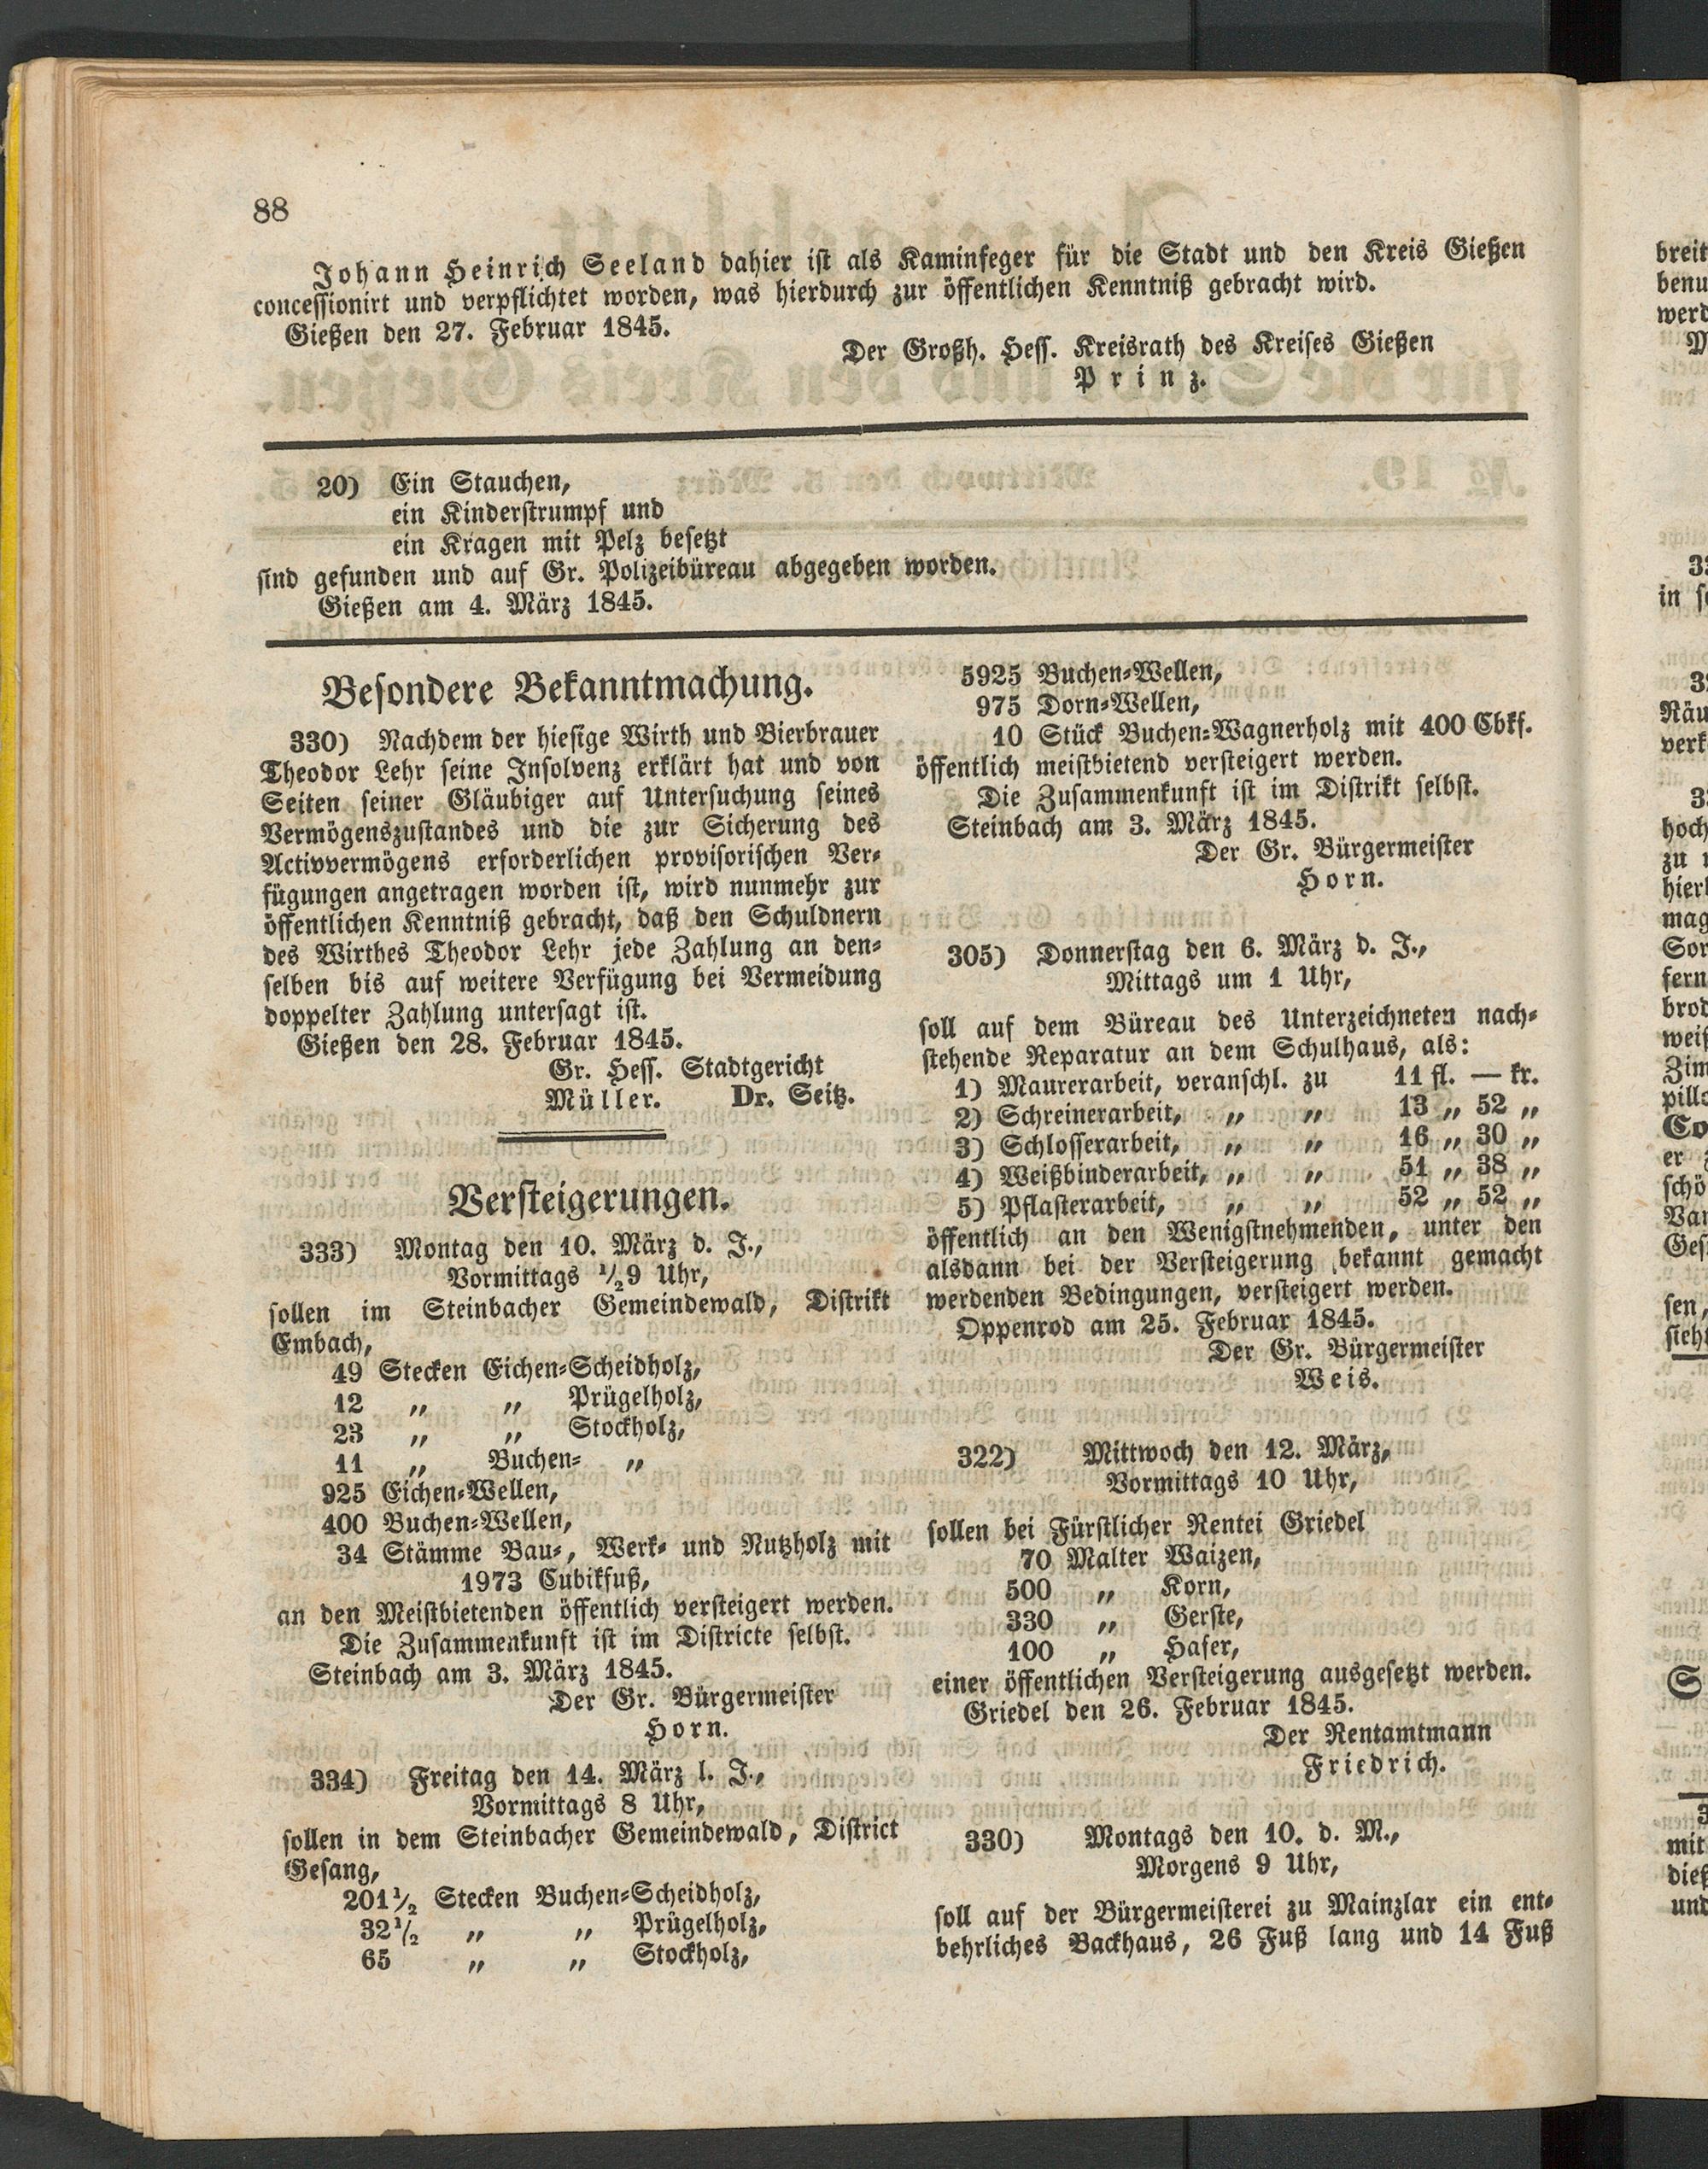 88
Johann Heinrich Seeland dahier ist als Kaminfeger für die Stadt und den Kreis Gießen
concessionirt und verpflichtet worden, was hierdurch zur öffentlichen Kenntniß gebracht wird.
Gießen den 27. Februar 1845.
Der Großh. Hess. Kreisrath des Kreises Gießen
Prinz.
20) Ein Stauchen,
ein Kinderstrumpf und
ein Kragen mit Pelz besetzt
sind gefunden und auf Gr. Polizeibüreau abgegeben worden.
Gießen am 4. März 1845.
Besondere Bekanntmachung.
330) Nachdem der hiesige Wirth und Bierbrauer
Theodor Lehr seine Insolvenz erklärt hat und von
Seiten seiner Gläubiger auf Untersuchung seines
Vermögenszustandes und die zur Sicherung des
Activvermögens erforderlichen provisorischen Ver-
fügungen angetragen worden ist, wird nunmehr zur
öffentlichen Kenntniß gebracht, daß den Schuldnern
des Wirthes Theodor Lehr jede Zahlung an den-
selben bis auf weitere Verfügung bei Vermeidung
doppelter Zahlung untersagt ist.
Gießen den 28. Februar 1845.
Gr. Hess. Stadtgericht
Müller. Dr. Seitz.
Versteigerungen.
333) Montag den 10. März d. J.,
Vormittags 1/2 9 Uhr,
sollen im Steinbacher Gemeindewald, Distrikt
Embach,
49 Stecken Eichen-Scheidholz,
12 „ „ Prügelholz,
23 „ „ Stockholz,
11 „ Buchen- „
925 Eichen-Wellen,
400 Buchen-Wellen,
34 Stämme Bau-, Werk- und Nutzholz mit
1973 Cubikfuß,
an den Meistbietenden öffentlich versteigert werden.
Die Zusammenkunft ist im Districte selbst.
Steinbach am 3. März 1845.
Der Gr. Bürgermeister
Horn.
334) Freitag den 14. März l. J.,
Vormittags 8 Uhr,
sollen in dem Steinbacher Gemeindewald, District
Gesang,
201 1/2 Stecken Buchen-Scheidholz,
32 1/2 „ „ Prügelholz,
65 „ „ Stockholz,
5925 Buchen-Wellen,
975 Dorn-Wellen,
10 Stück Buchen-Wagnerholz mit 400 Cbkf.
öffentlich meistbietend versteigert werden.
Die Zusammenkunft ist im Distrikt selbst.
Steinbach am 3. März 1845.
Der Gr. Bürgermeister
Horn.
305) Donnerstag den 6. März d. J.,
Mittags um 1 Uhr,
soll auf dem Büreau des Unterzeichneten nach-
stehende Reparatur an dem Schulhaus, als:
1) Maurerarbeit, veranschl. zu 11 fl. — kr.
2) Schreinerarbeit, „ „ 13 „ 52 „
3) Schlosserarbeit, „ „ 16 „ 30 „
4) Weißbinderarbeit, „ „ 51 „ 38 „
5) Pflasterarbeit, „ „ 52 „ 52 „
öffentlich an den Wenigstnehmenden, unter den
alsdann bei der Versteigerung bekannt gemacht
werdenden Bedingungen, versteigert werden.
Oppenrod am 25. Februar 1845.
Der Gr. Bürgermeister
Weis.
322) Mittwoch den 12. März,
Vormittags 10 Uhr,
sollen bei Fürstlicher Rentei Griedel
70 Malter Waizen,
500 „ Korn,
330 „ Gerste,
100 „ Hafer,
einer öffentlichen Versteigerung ausgesetzt werden.
Griedel den 26. Februar 1845.
Der Rentamtmann
Friedrich.
330) Montags den 10. d. M.,
Morgens 9 Uhr,
soll auf der Bürgermeisterei zu Mainzlar ein ent-
behrliches Backhaus, 26 Fuß lang und 14 Fuß